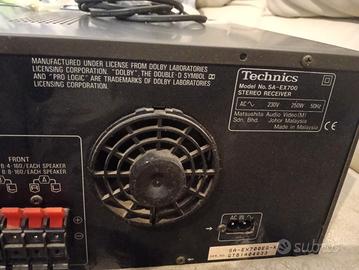 MANUFACTURED UNDER LICENSE FROM DOLBY LABORATORIES
LICENSING CORPORATION. "DOLBY", THE DOUBLE-D SYMBOL
AND "PRO LOGIC" ARE TRADEMARKS OF DOLBY LABORATORIES
LICENSING CORPORATION.
Technics
Model No. SA-EX700
STEREO RECEIVER
AC 230V 250W 50Hz
Matsushita Audio Video(M)
Sdn. Bhd. Johor Malaysia
Made in Malaysia
FRONT
/EACH SPEAKER
/EACH SPEAKER
L
+
−
AC IN
SA-EX700EG-K
subito